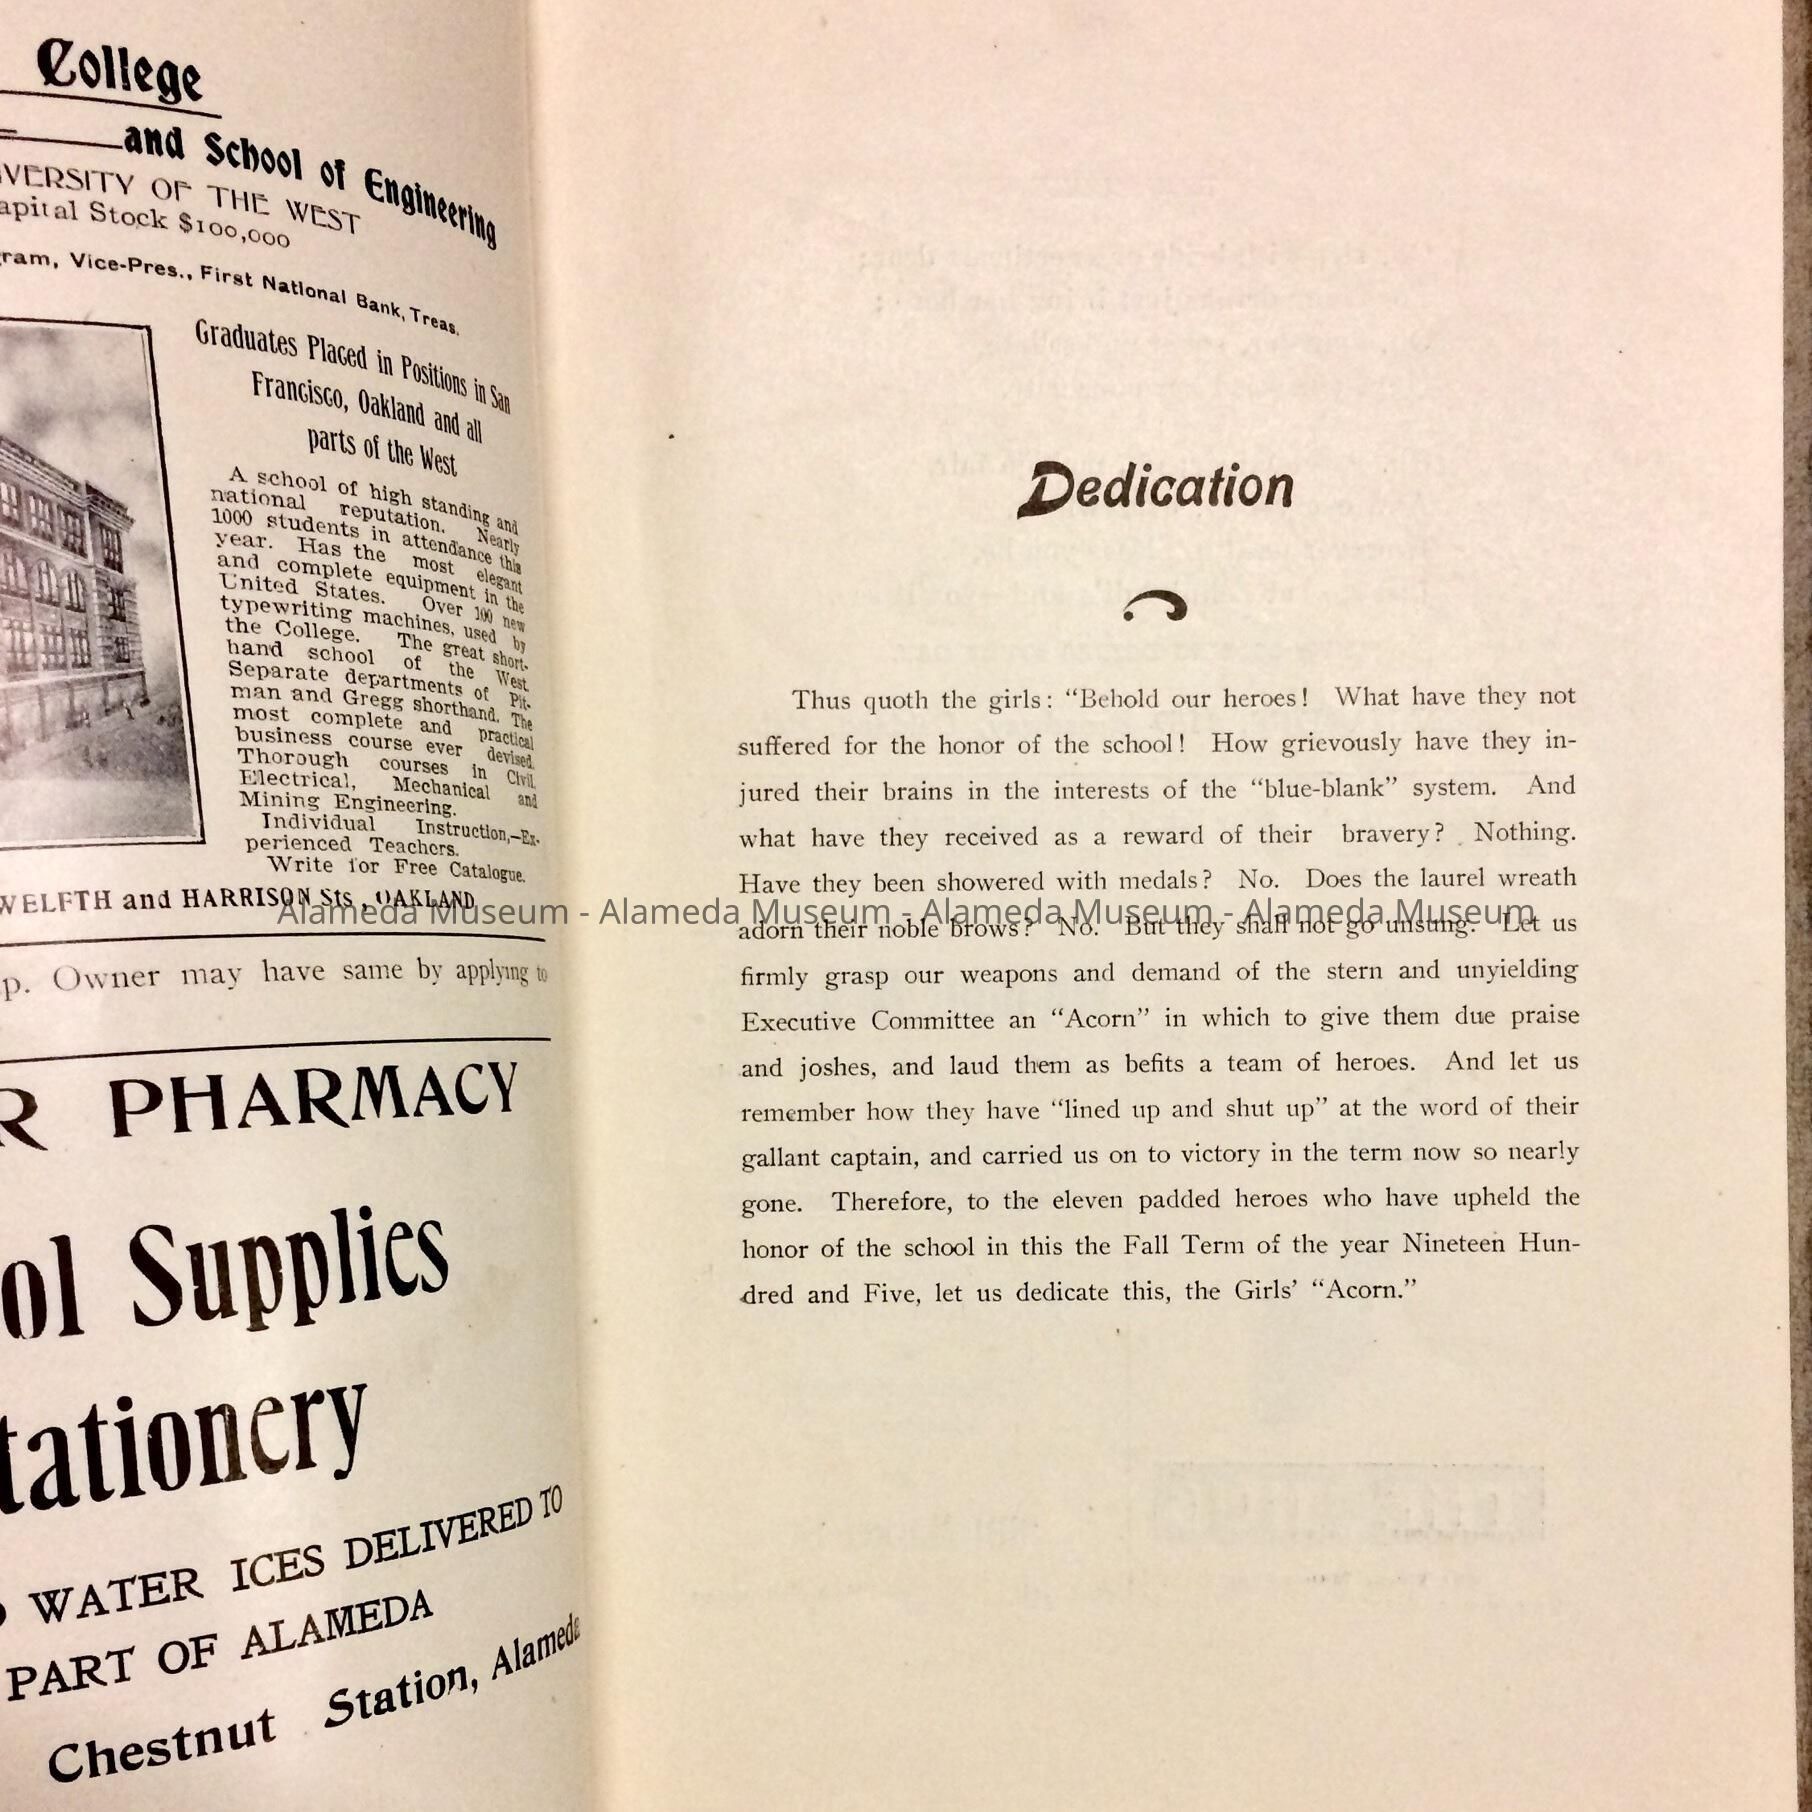 College
and School of Engineering
VERSITY OF THE WEST
apital Stock $100,000
gram, Vice-Pres., First National Bank, Treas.
Graduates Placed in Positions in San
Francisco, Oakland and all
parts of the West
A school of high standing and
national reputation. Nearly
1000 students in attendance this
year. Has the most elegant
and complete equipment in the
United States. Over 100 new
typewriting machines, used by
the College. The great short-
hand school of the West.
Separate departments of Pit-
man and Gregg shorthand. The
most complete and practical
business course ever devised.
Thorough courses in Civil,
Electrical, Mechanical and
Mining Engineering.
Individual Instruction,—Ex-
perienced Teachers.
Write for Free Catalogue.
WELFTH and HARRISON Sts., OAKLAND
p. Owner may have same by applying to
R PHARMACY
ol Supplies
tationery
WATER ICES DELIVERED TO
PART OF ALAMEDA
Chestnut Station, Alameda
Dedication
Thus quoth the girls: "Behold our heroes! What have they not
suffered for the honor of the school! How grievously have they in-
jured their brains in the interests of the "blue-blank" system. And
what have they received as a reward of their bravery? Nothing.
Have they been showered with medals? No. Does the laurel wreath
adorn their noble brows? No. But they shall not go unsung. Let us
firmly grasp our weapons and demand of the stern and unyielding
Executive Committee an "Acorn" in which to give them due praise
and joshes, and laud them as befits a team of heroes. And let us
remember how they have "lined up and shut up" at the word of their
gallant captain, and carried us on to victory in the term now so nearly
gone. Therefore, to the eleven padded heroes who have upheld the
honor of the school in this the Fall Term of the year Nineteen Hun-
dred and Five, let us dedicate this, the Girls' "Acorn."
Alameda Museum - Alameda Museum - Alameda Museum - Alameda Museum